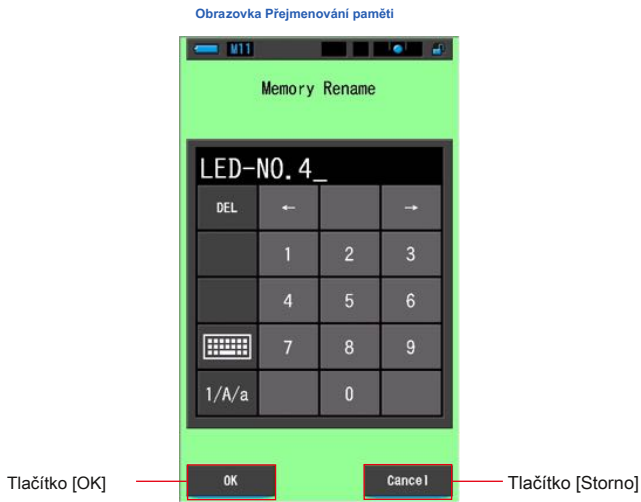 Obrazovka Přejmenování paměti
M11
Memory Rename
LED-NO.4_
DEL ← →
1 2 3
4 5 6
7 8 9
1/A/a 0
Tlačítko [OK] OK Cancel Tlačítko [Storno]